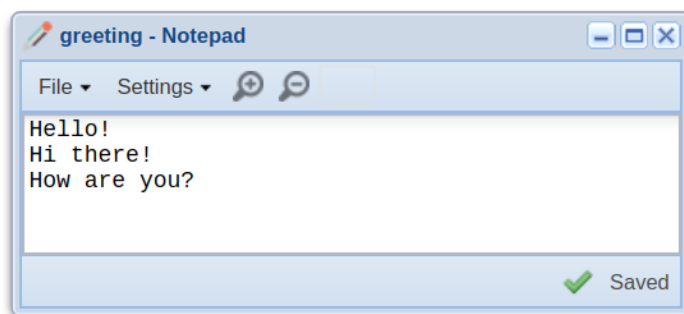 greeting - Notepad
File Settings
Hello!
Hi there!
How are you?
Saved